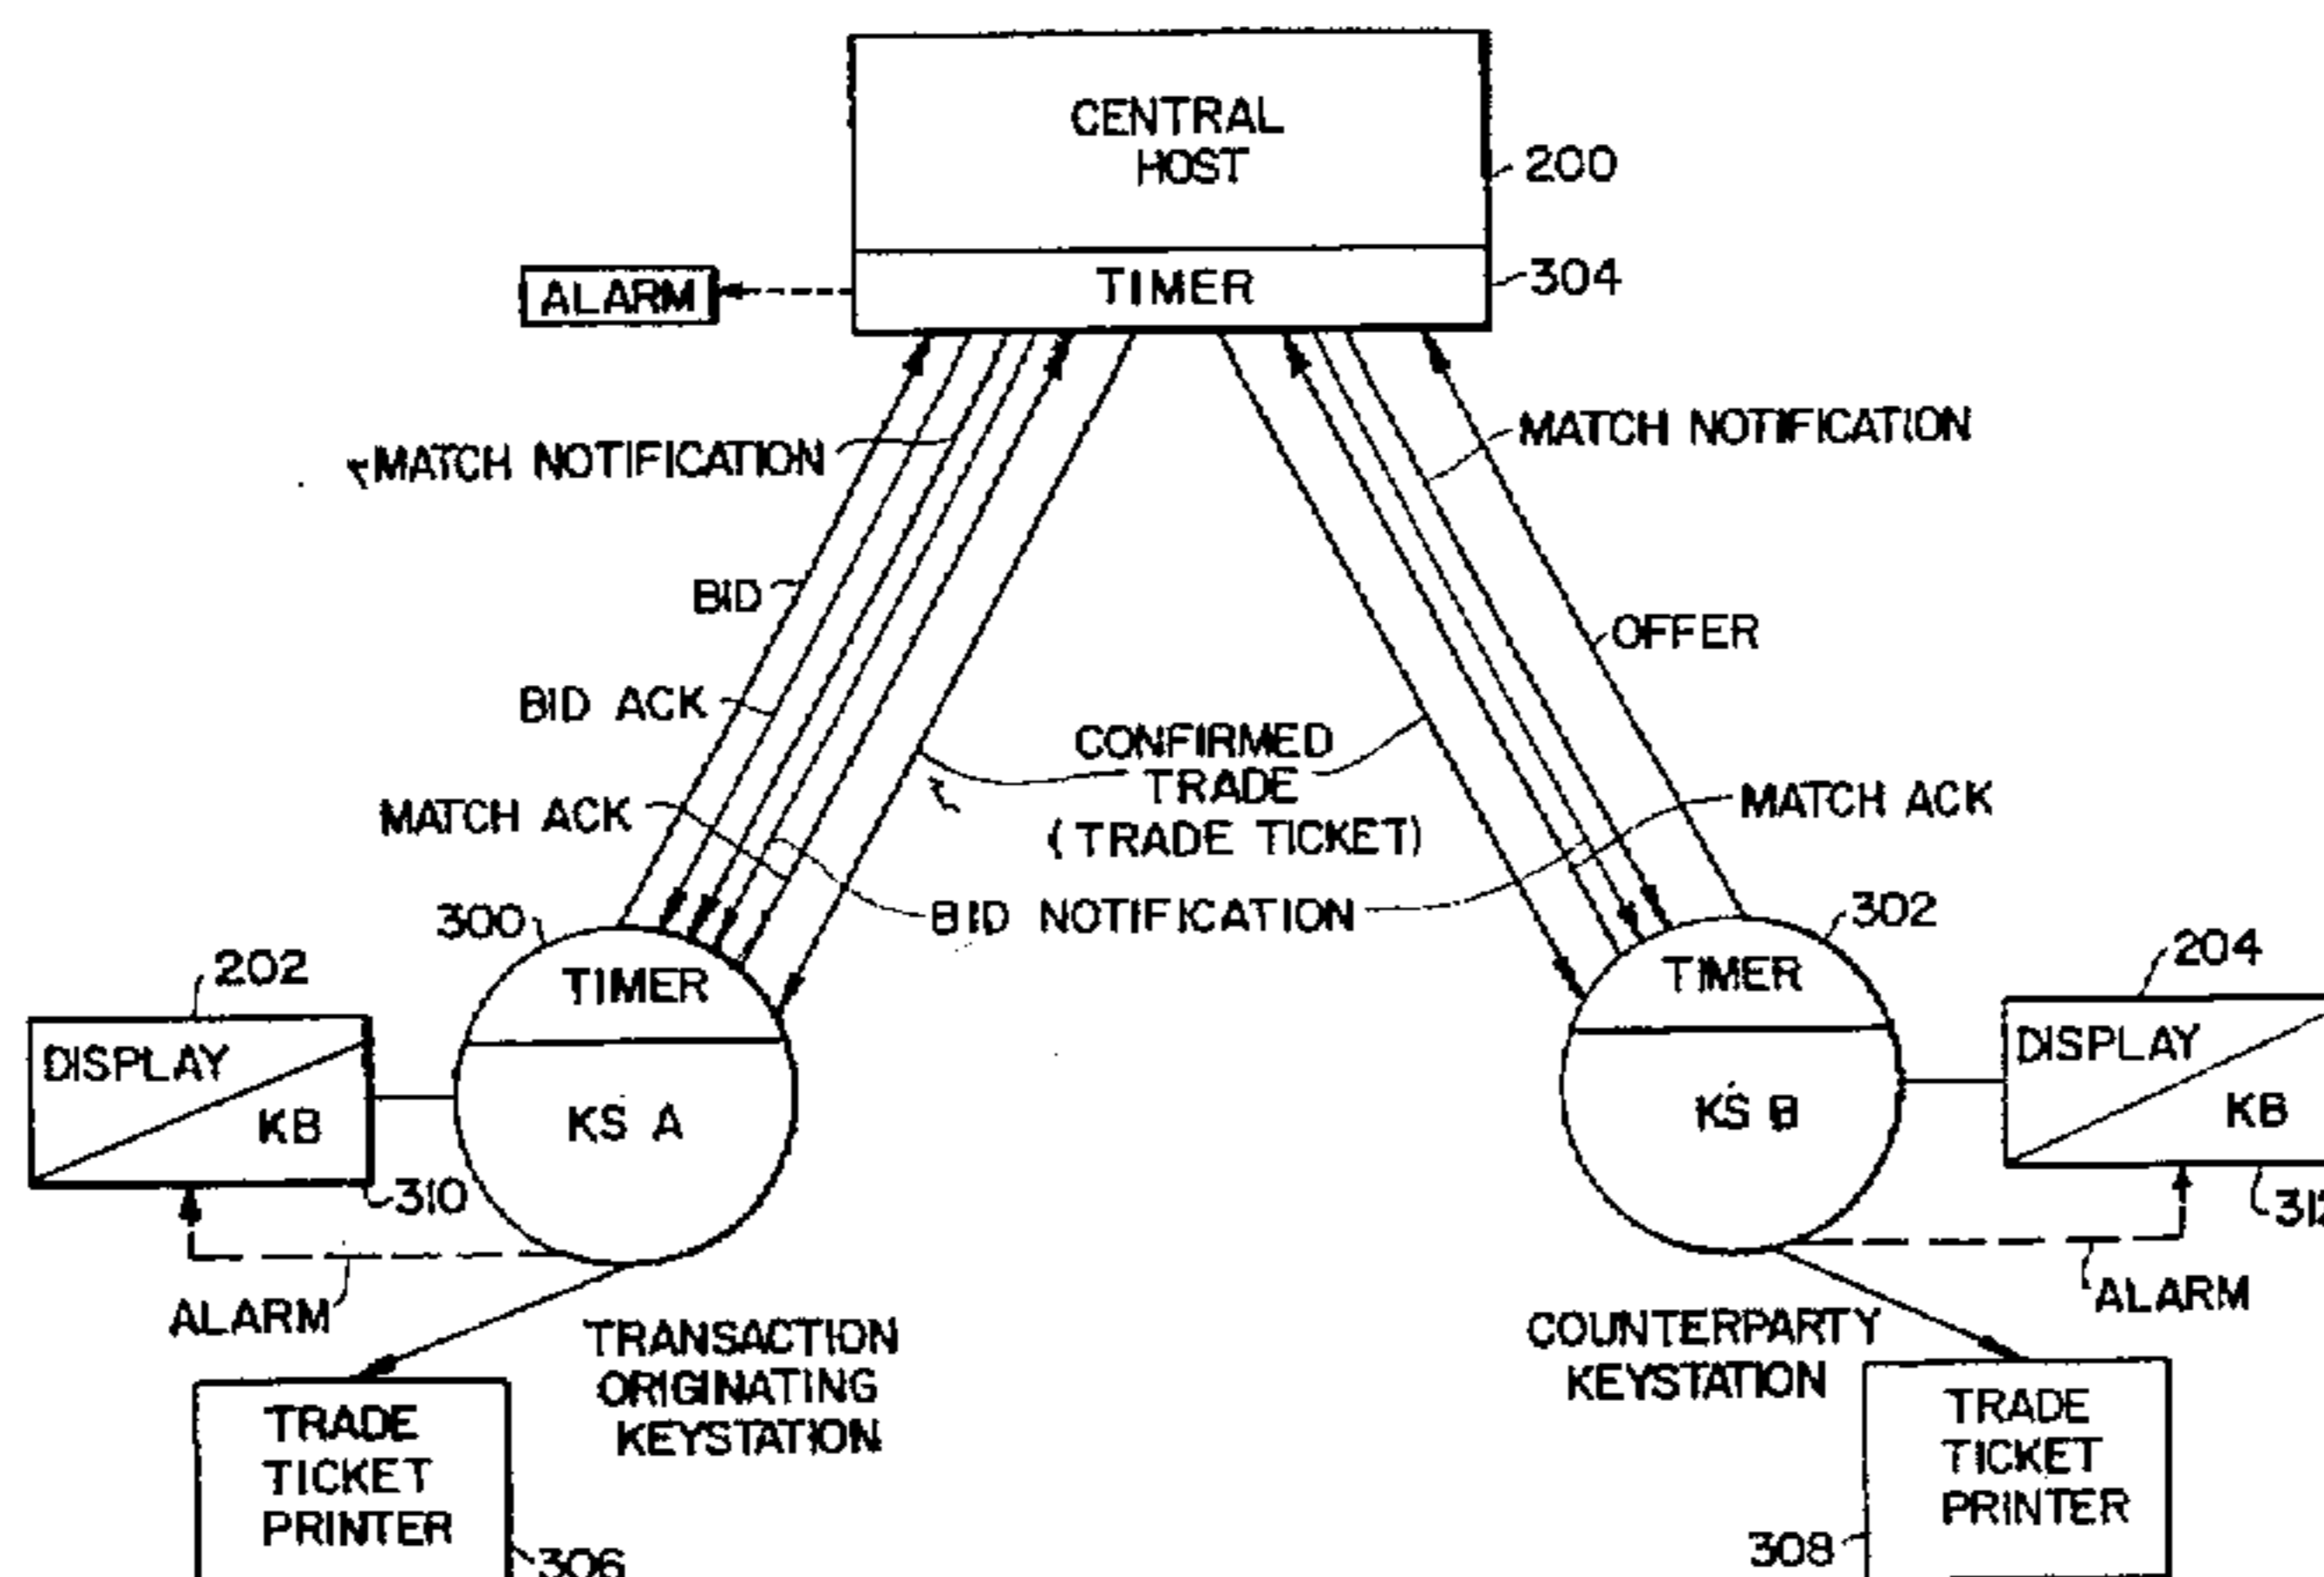 CENTRAL
HOST
200
TIMER
304
ALARM
MATCH NOTIFICATION
MATCH NOTIFICATION
BID
OFFER
BID ACK
CONFIRMED
TRADE
(TRADE TICKET)
MATCH ACK
MATCH ACK
BID NOTIFICATION
300
302
202
204
TIMER
TIMER
DISPLAY
KB
KS A
KS B
DISPLAY
KB
310
ALARM
ALARM
TRANSACTION
ORIGINATING
KEYSTATION
COUNTERPARTY
KEYSTATION
TRADE
TICKET
PRINTER
306
TRADE
TICKET
PRINTER
308